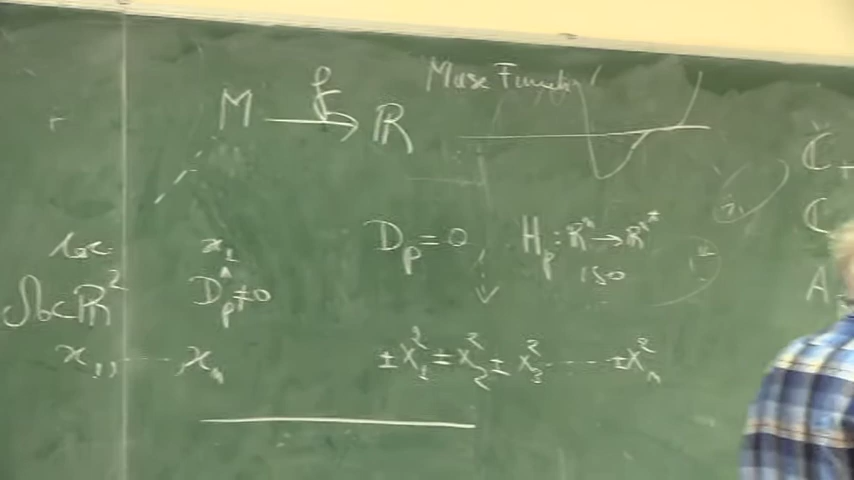 M f→ R
Morse Function
D_p = 0
H_p : R^n → R^n*
iso
loc
x_1
Ω ⊂ R^2
D_p ≠ 0
x_1, ..... , x_n
± x_1^2 ± x_2^2 ± x_3^2 ..... ± x_n^2
C
C
A